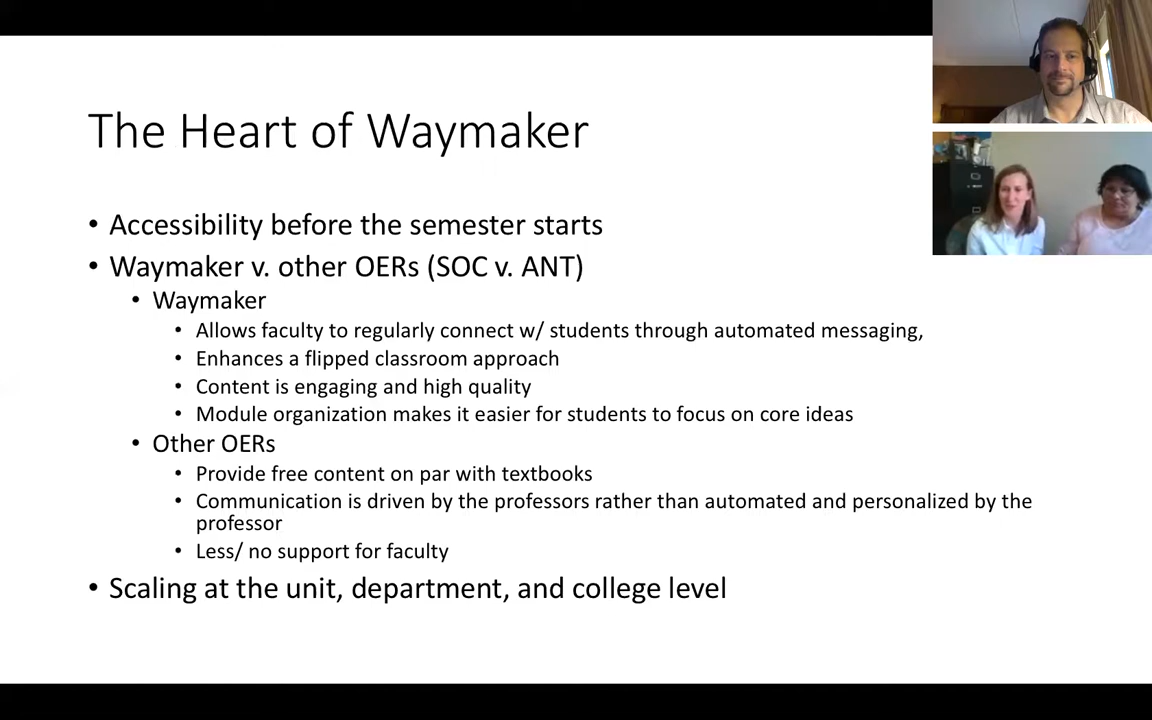 The Heart of Waymaker
• Accessibility before the semester starts
• Waymaker v. other OERs (SOC v. ANT)
• Waymaker
• Allows faculty to regularly connect w/ students through automated messaging,
• Enhances a flipped classroom approach
• Content is engaging and high quality
• Module organization makes it easier for students to focus on core ideas
• Other OERs
• Provide free content on par with textbooks
• Communication is driven by the professors rather than automated and personalized by the
professor
• Less/ no support for faculty
• Scaling at the unit, department, and college level